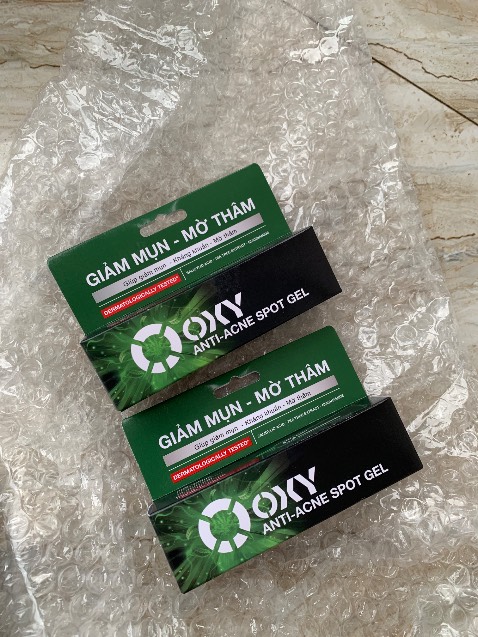 GIẢM MỤN - MỜ THÂM
Giúp giảm mụn - Kháng khuẩn - Mờ thâm
DERMATOLOGICALLY TESTED*
OXY
ANTI-ACNE SPOT GEL
GIẢM MỤN - MỜ THÂM
Giúp giảm mụn - Kháng khuẩn - Mờ thâm
DERMATOLOGICALLY TESTED*
OXY
ANTI-ACNE SPOT GEL